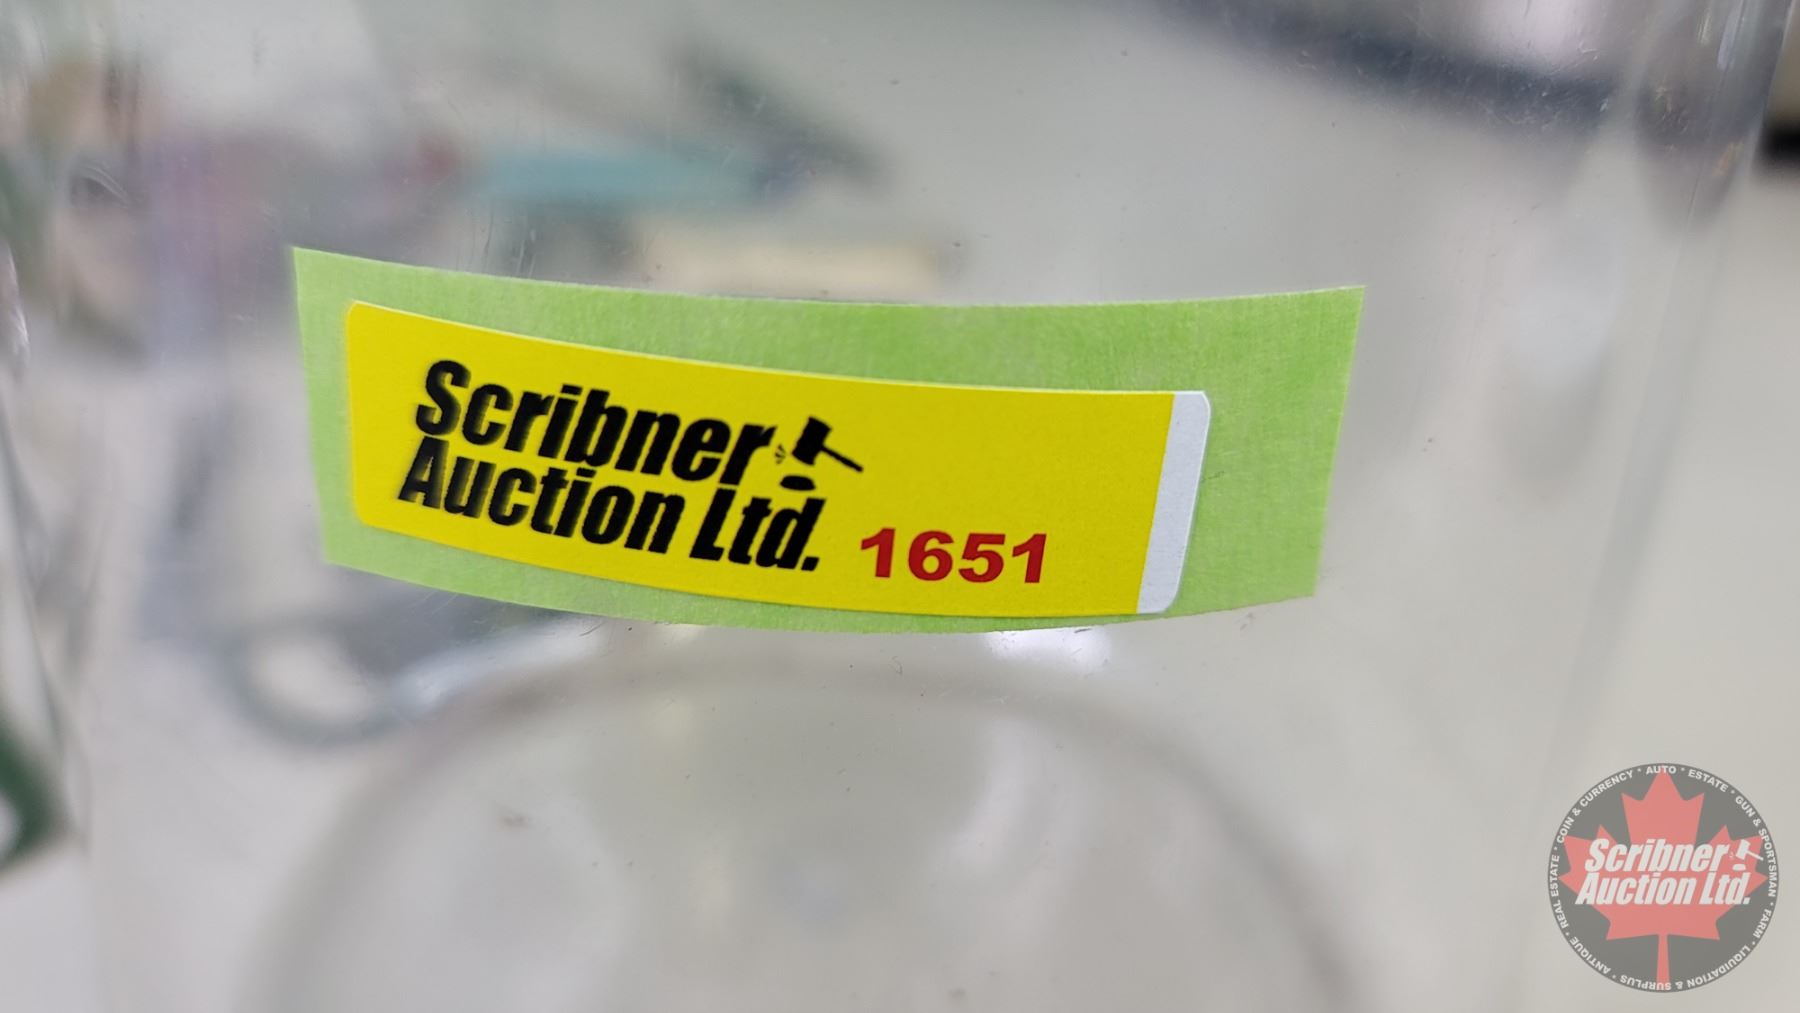 Scribner
Auction Ltd.
1651
COIN & CURRENCY * AUTO * ESTATE * GUN & SPORTSMAN * FARM * LIQUIDATION & SURPLUS * ANTIQUE * REAL ESTATE *
Scribner
Auction Ltd.